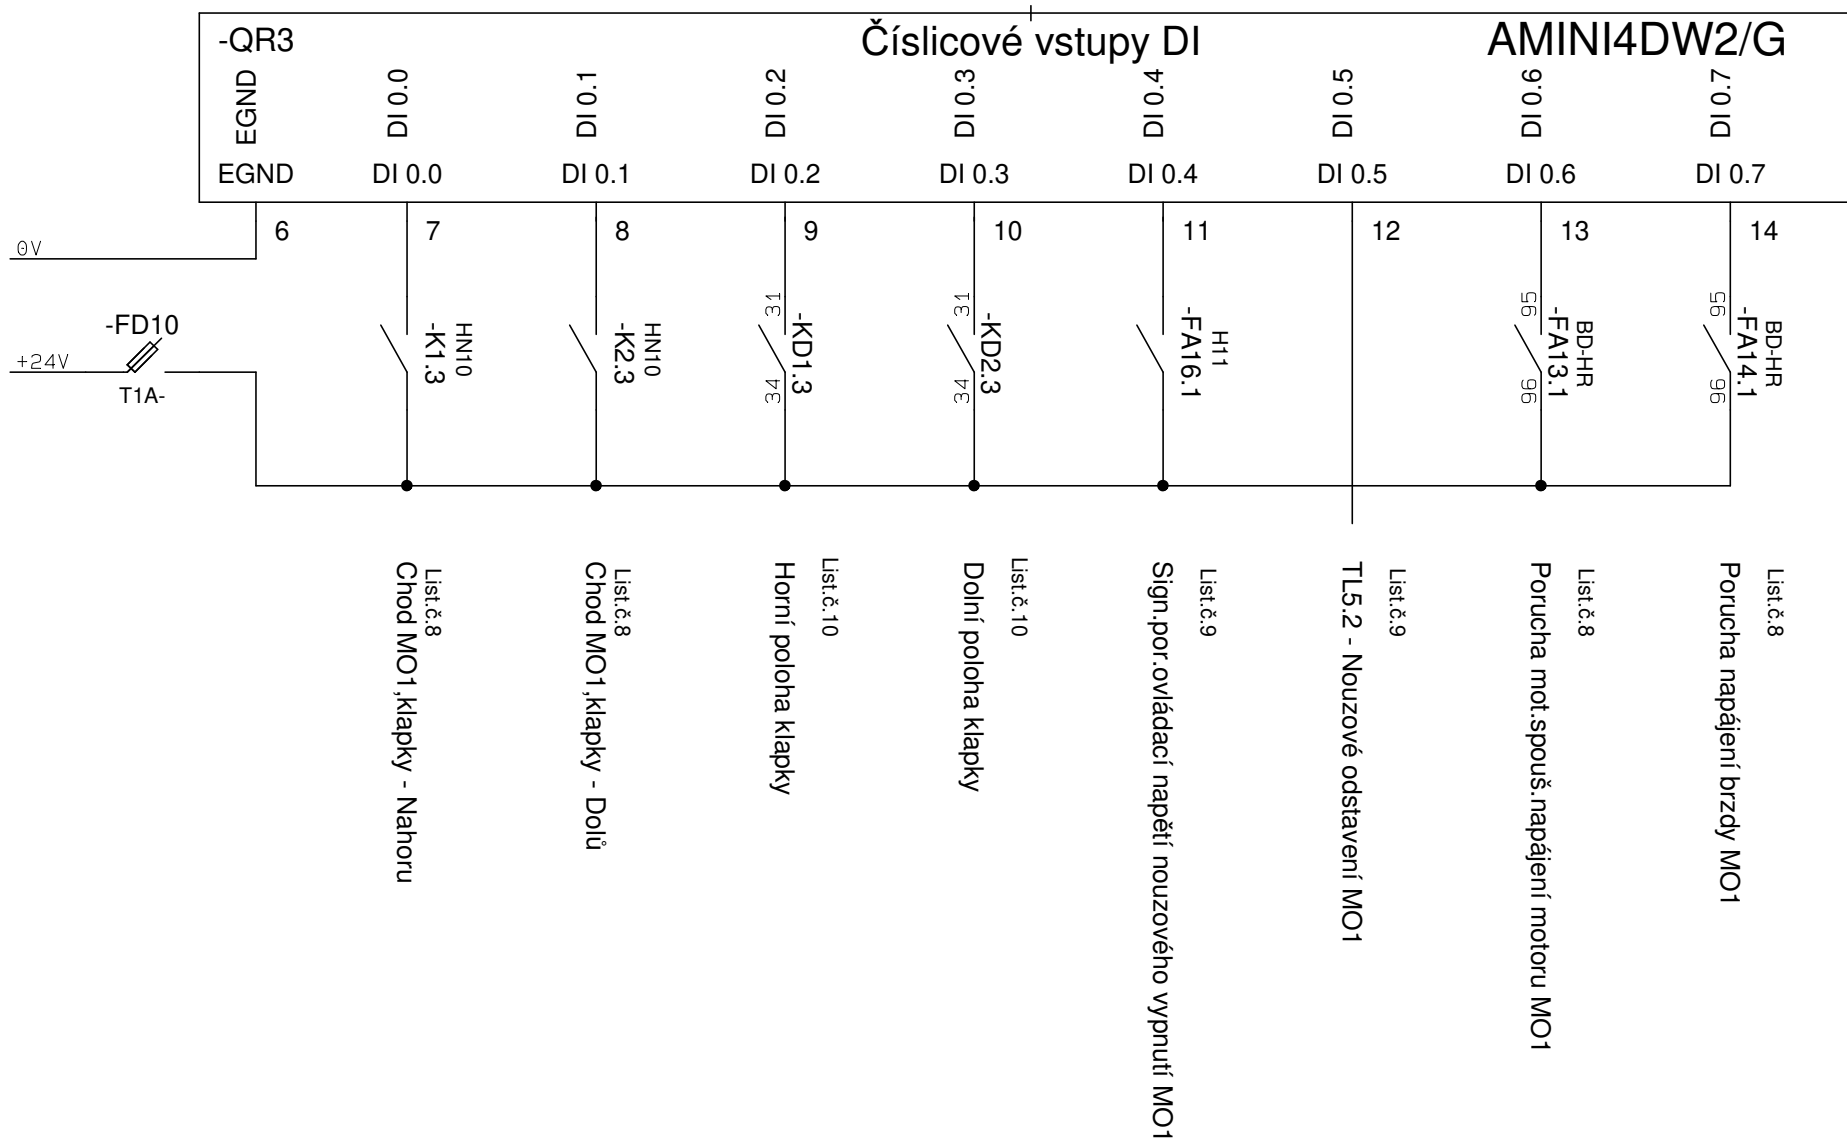 -QR3
Číslicové vstupy DI
AMINI4DW2/G
EGND
DI 0.0
DI 0.1
DI 0.2
DI 0.3
DI 0.4
DI 0.5
DI 0.6
DI 0.7
EGND
DI 0.0
DI 0.1
DI 0.2
DI 0.3
DI 0.4
DI 0.5
DI 0.6
DI 0.7
6
7
8
9
10
11
12
13
14
0V
-FD10
+24V
T1A-
HN10
-K1.3
HN10
-K2.3
31
34
-KD1.3
31
34
-KD2.3
H11
-FA16.1
95
96
BD-HR
-FA13.1
95
96
BD-HR
-FA14.1
List.č.8
Chod MO1,klapky - Nahoru
List.č.8
Chod MO1,klapky - Dolů
List.č.10
Horní poloha klapky
List.č.10
Dolní poloha klapky
List.č.9
Sign.por.ovládací napětí nouzového vypnutí MO1
List.č.9
TL5.2 - Nouzové odstavení MO1
List.č.8
Porucha mot.spouš.napájení motoru MO1
List.č.8
Porucha napájení brzdy MO1